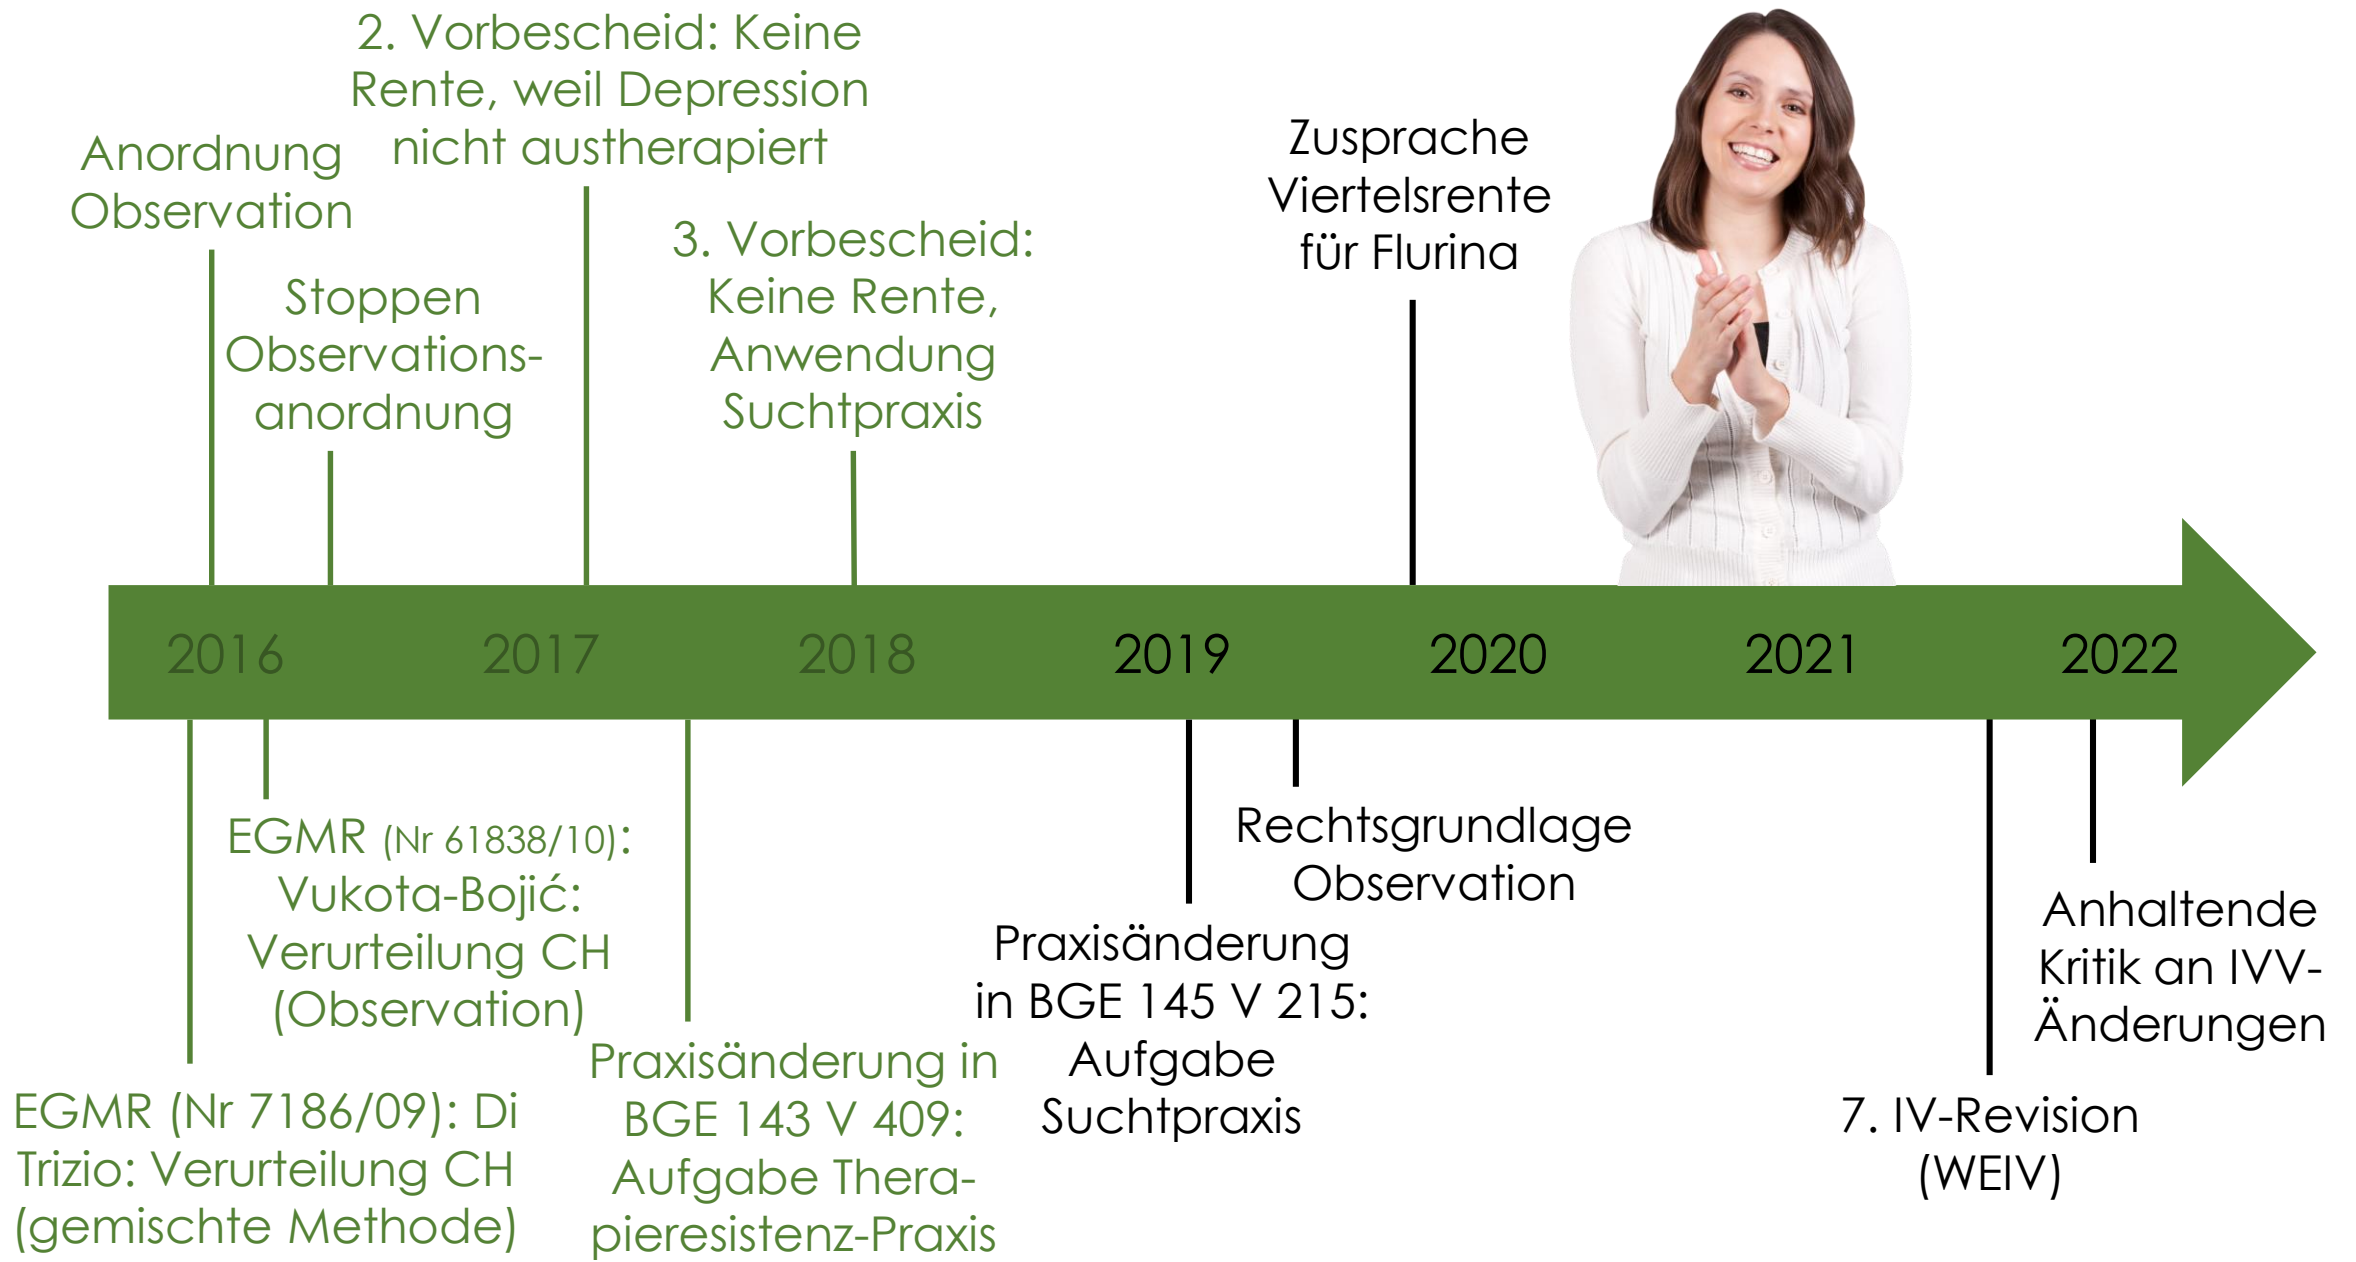 2. Vorbescheid: Keine
Rente, weil Depression
nicht austherapiert
Anordnung
Observation
Stoppen
Observations-
anordnung
3. Vorbescheid:
Keine Rente,
Anwendung
Suchtpraxis
Zusprache
Viertelsrente
für Flurina
2016
2017
2018
2019
2020
2021
2022
EGMR (Nr 61838/10):
Vukota-Bojić:
Verurteilung CH
(Observation)
EGMR (Nr 7186/09): Di
Trizio: Verurteilung CH
(gemischte Methode)
Praxisänderung in
BGE 143 V 409:
Aufgabe Thera-
pieresistenz-Praxis
Praxisänderung
in BGE 145 V 215:
Aufgabe
Suchtpraxis
Rechtsgrundlage
Observation
7. IV-Revision
(WEIV)
Anhaltende
Kritik an IVV-
Änderungen